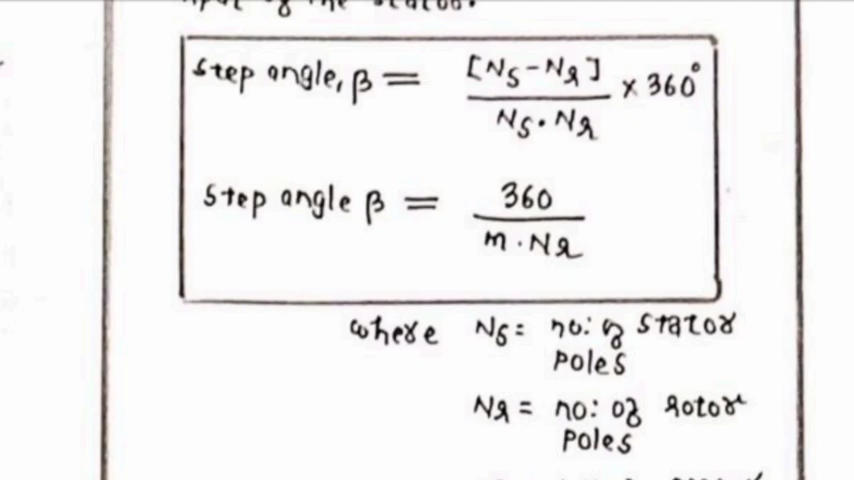 Step angle, β = [NS - NR] / NS . NR × 360°
Step angle β = 360 / m . NR
where NS = no: of stator
poles
NR = no: of rotor
poles